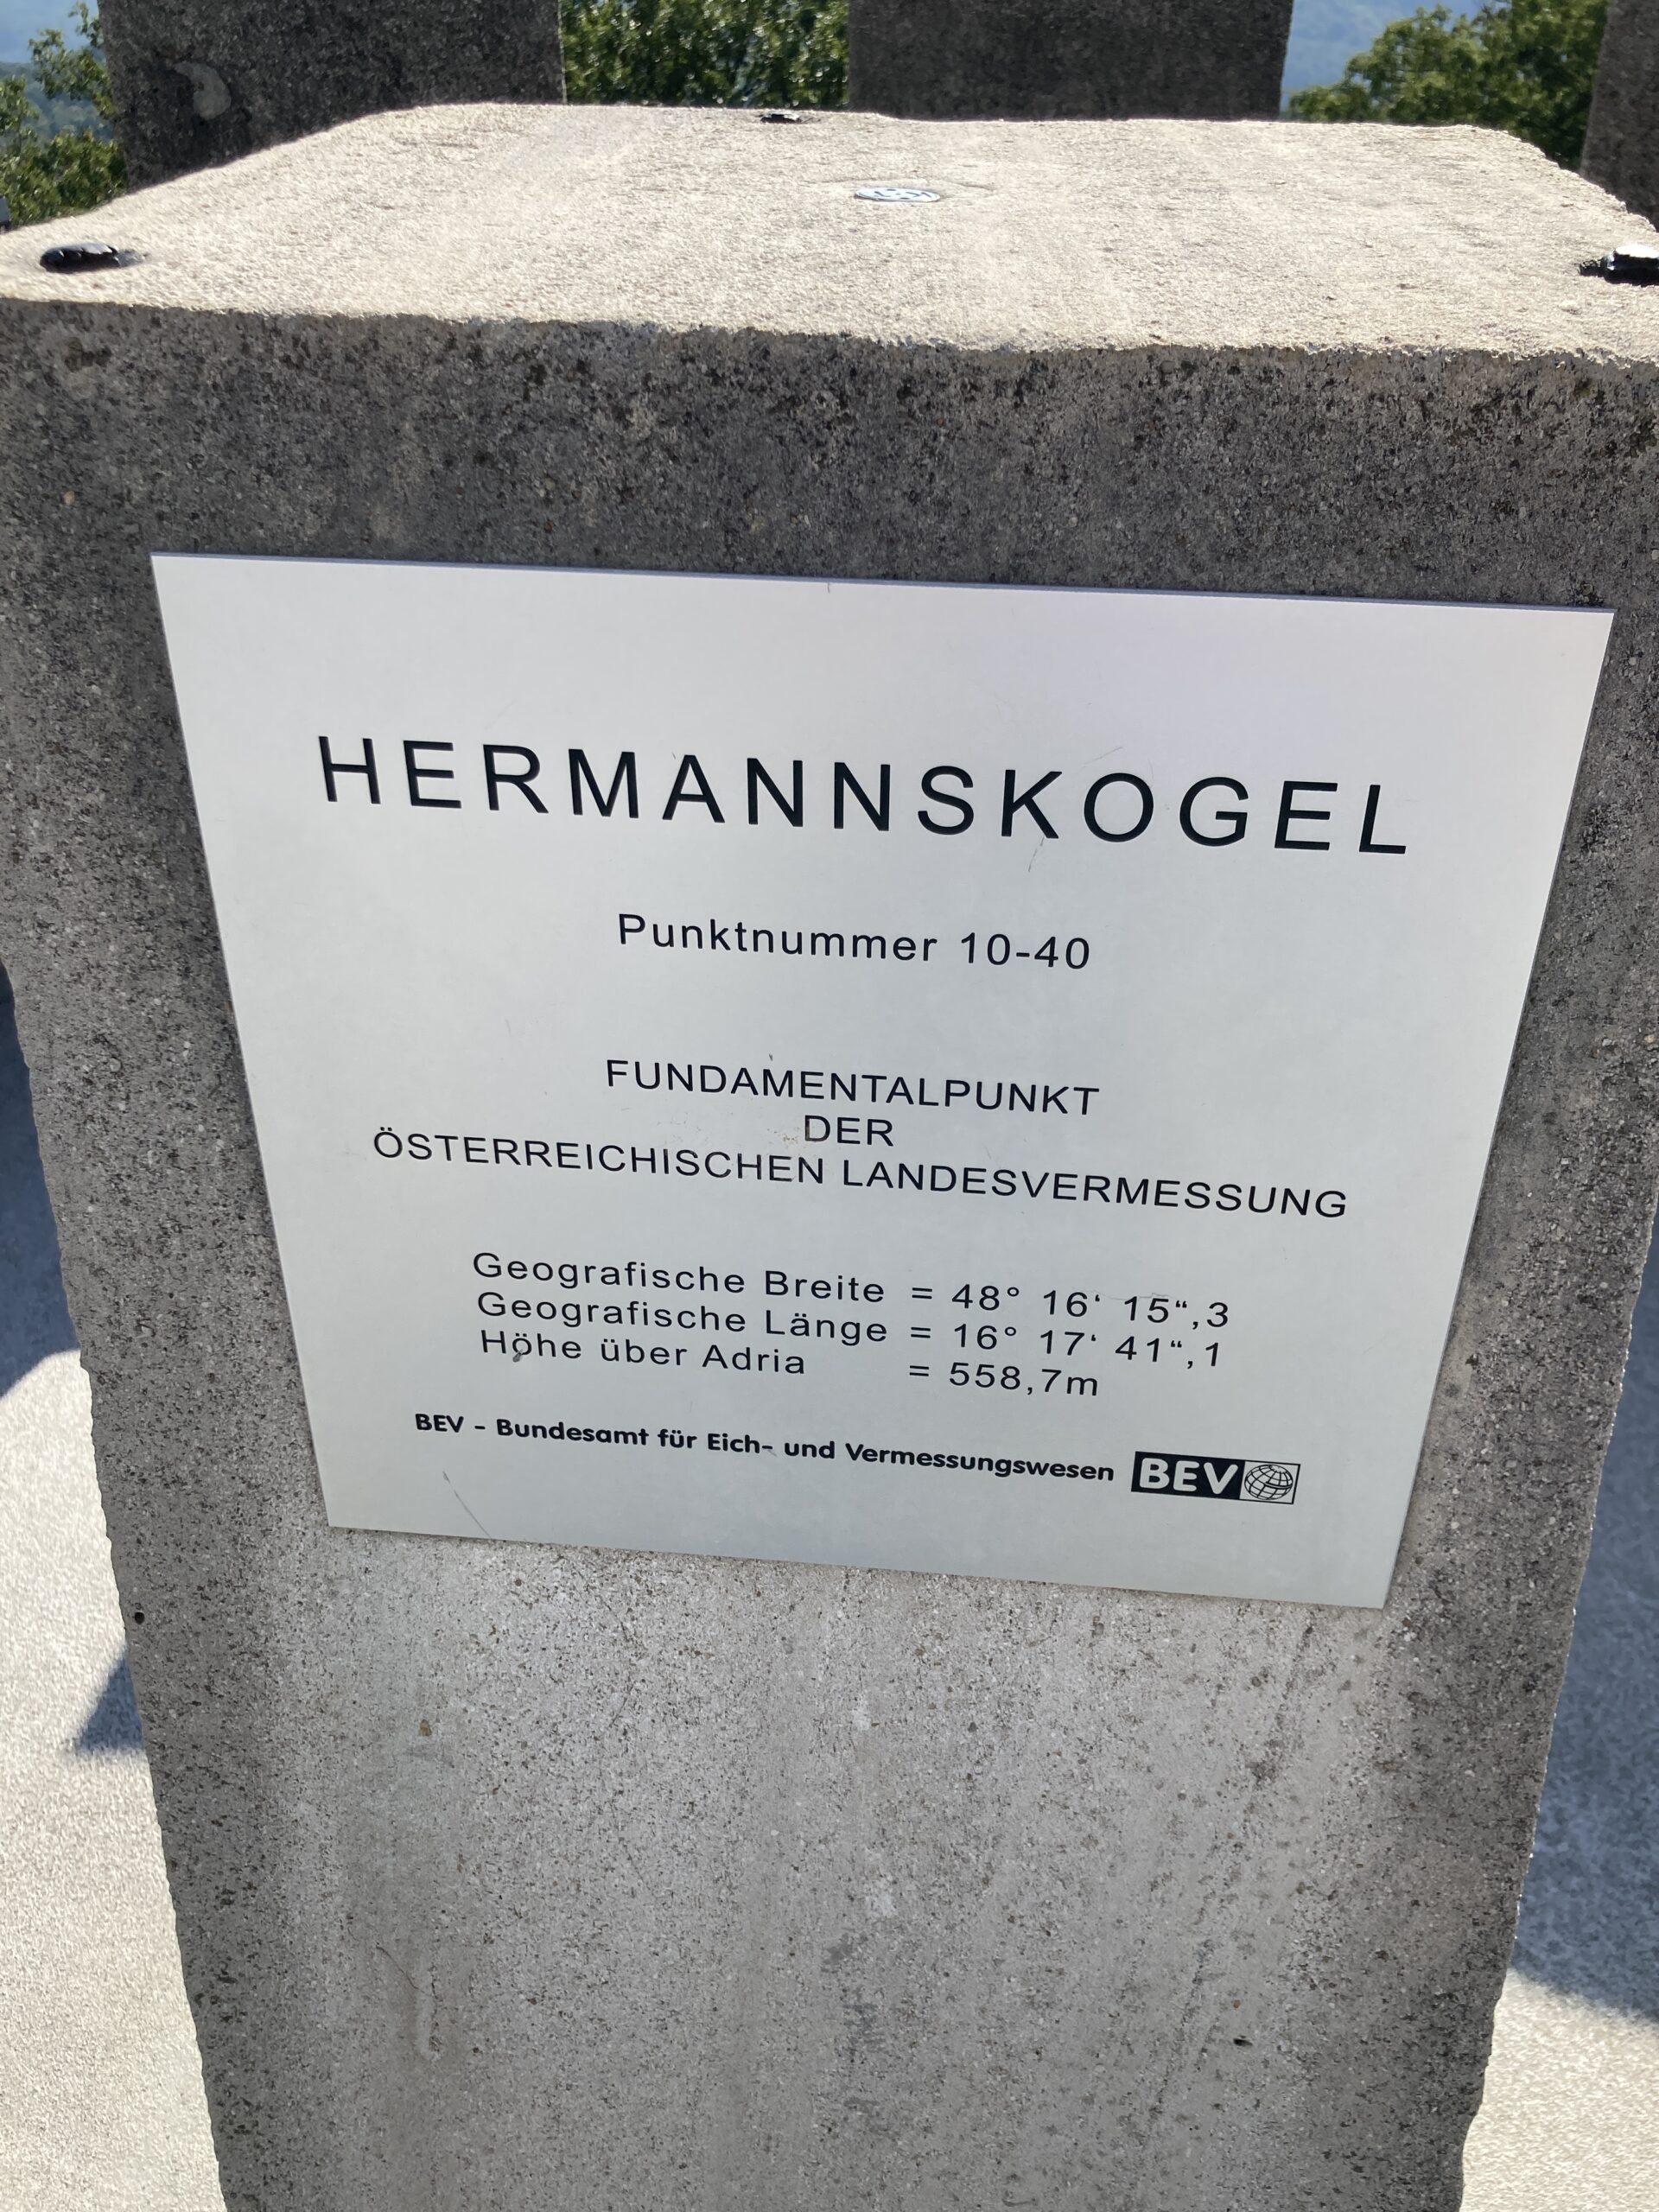 HERMANNSKOGEL
Punktnummer 10-40
FUNDAMENTALPUNKT
DER
ÖSTERREICHISCHEN LANDESVERMESSUNG
Geografische Breite = 48° 16‘ 15“,3
Geografische Länge = 16° 17‘ 41“,1
Höhe über Adria = 558,7m
BEV - Bundesamt für Eich- und Vermessungswesen BEV